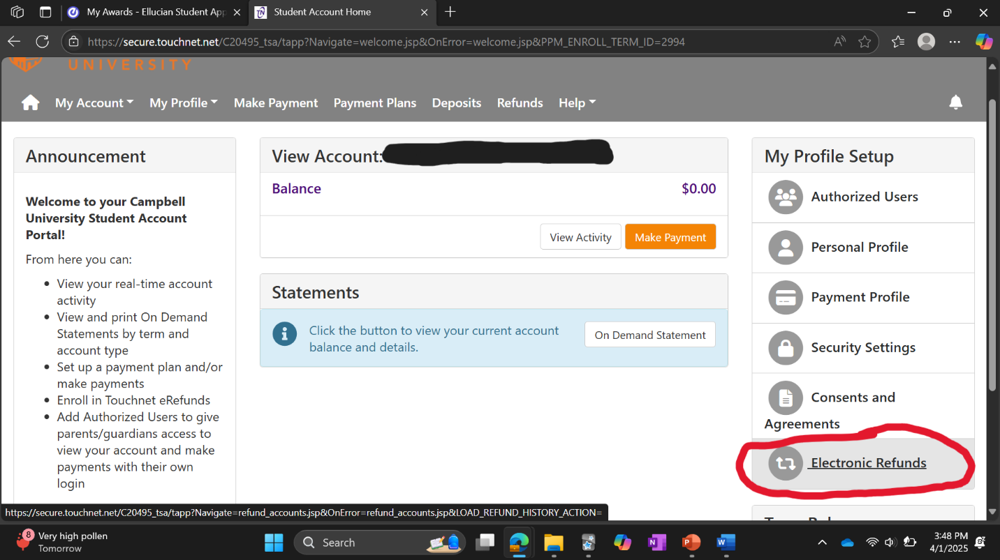 My Awards - Ellucian Student App
TN
Student Account Home
https://secure.touchnet.net/C20495_tsa/tapp?Navigate=welcome.jsp&OnError=welcome.jsp&PPM_ENROLL_TERM_ID=2994
UNIVERSITY
My Account
My Profile
Make Payment
Payment Plans
Deposits
Refunds
Help
Announcement
Welcome to your Campbell
University Student Account
Portal!
From here you can:
• View your real-time account
activity
• View and print On Demand
Statements by term and
account type
• Set up a payment plan and/or
make payments
• Enroll in Touchnet eRefunds
• Add Authorized Users to give
parents/guardians access to
view your account and make
payments with their own
login
View Account:
Balance $0.00
View Activity
Make Payment
Statements
Click the button to view your current account
balance and details.
On Demand Statement
My Profile Setup
Authorized Users
Personal Profile
Payment Profile
Security Settings
Consents and
Agreements
Electronic Refunds
https://secure.touchnet.net/C20495_tsa/tapp?Navigate=refund_accounts.jsp&OnError=refund_accounts.jsp&LOAD_REFUND_HISTORY_ACTION=
8
Very high pollen
Tomorrow
Search
3:48 PM
4/1/2025